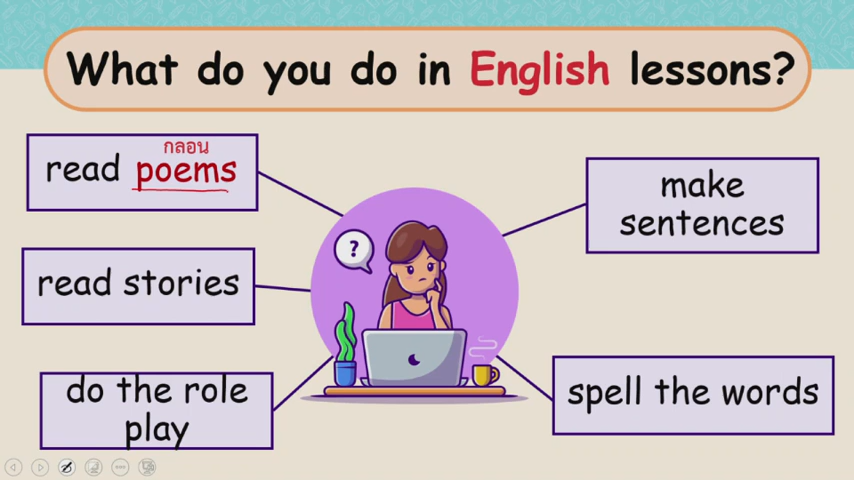 What do you do in English lessons?
กลอน
read poems
read stories
do the role
play
?
make
sentences
spell the words